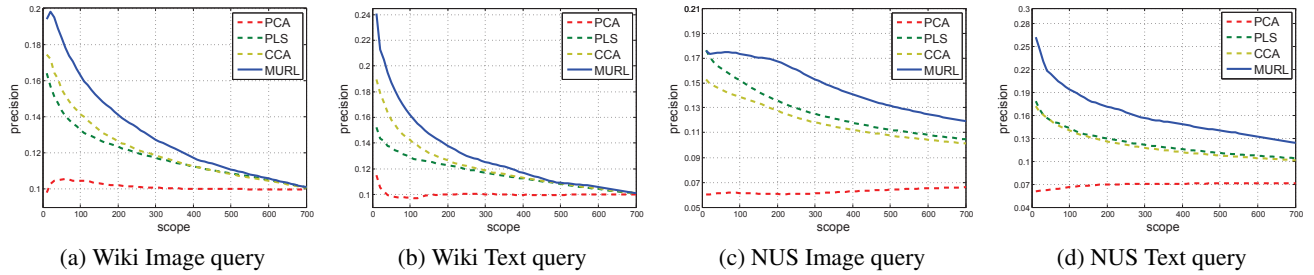 0.2
0.18
0.16
0.14
0.12
0.1
0 100 200 300 400 500 600 700
precision
scope
PCA
PLS
CCA
MURL
(a) Wiki Image query
0.24
0.22
0.2
0.18
0.16
0.14
0.12
0.1
0 100 200 300 400 500 600 700
precision
scope
PCA
PLS
CCA
MURL
(b) Wiki Text query
0.21
0.19
0.17
0.15
0.13
0.11
0.09
0.07
0.05
0 100 200 300 400 500 600 700
precision
scope
PCA
PLS
CCA
MURL
(c) NUS Image query
0.3
0.28
0.25
0.22
0.19
0.16
0.13
0.1
0.07
0.04
0 100 200 300 400 500 600 700
precision
scope
PCA
PLS
CCA
MURL
(d) NUS Text query